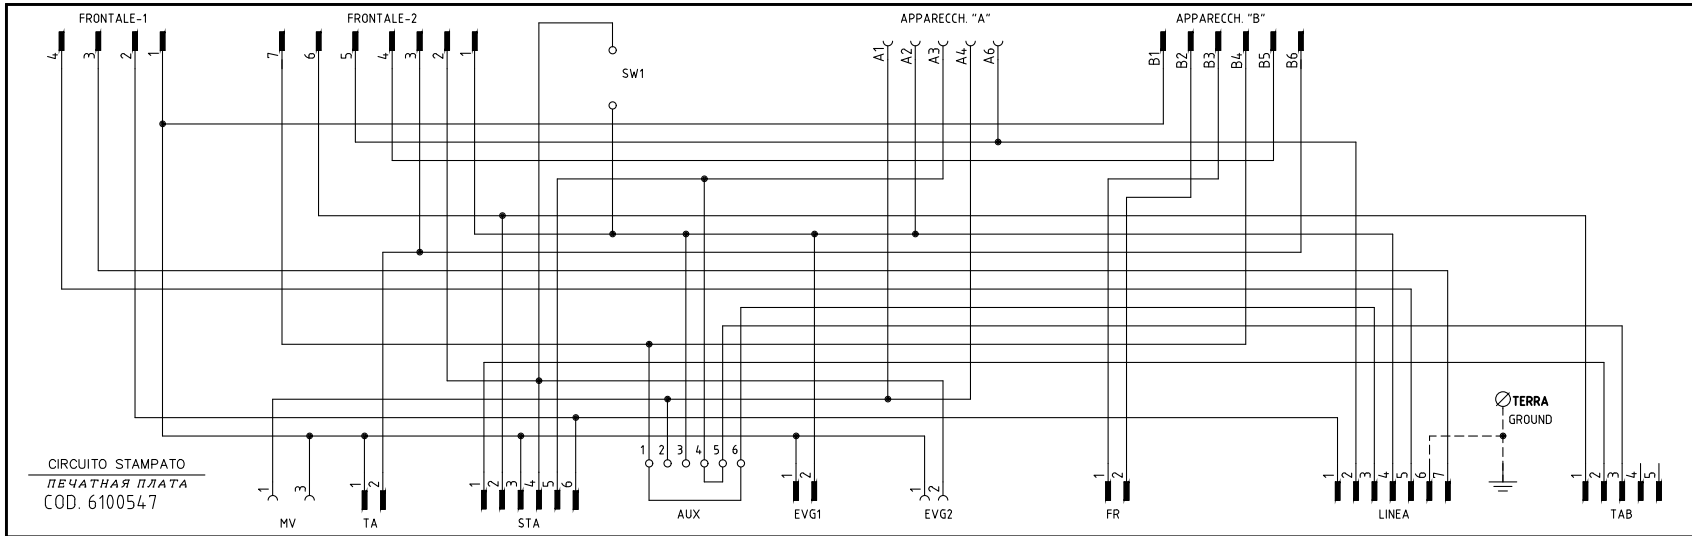 FRONTALE-1
FRONTALE-2
APPARECCH. "A"
APPARECCH. "B"
4 3 2 1
7 6 5 4 3 2 1
A1 A2 A3 A4 A6
B1 B2 B3 B4 B5 B6
SW1
TERRA
GROUND
CIRCUITO STAMPATO
ПЕЧАТНАЯ ПЛАТА
COD. 6100547
1 3
1 2
1 2 3 4 5 6
1 2 3 4 5 6
1 2
1 2
1 2
1 2 3 4 5 6 7
1 2 3 4 5
MV
TA
STA
AUX
EVG1
EVG2
FR
LINEA
TAB